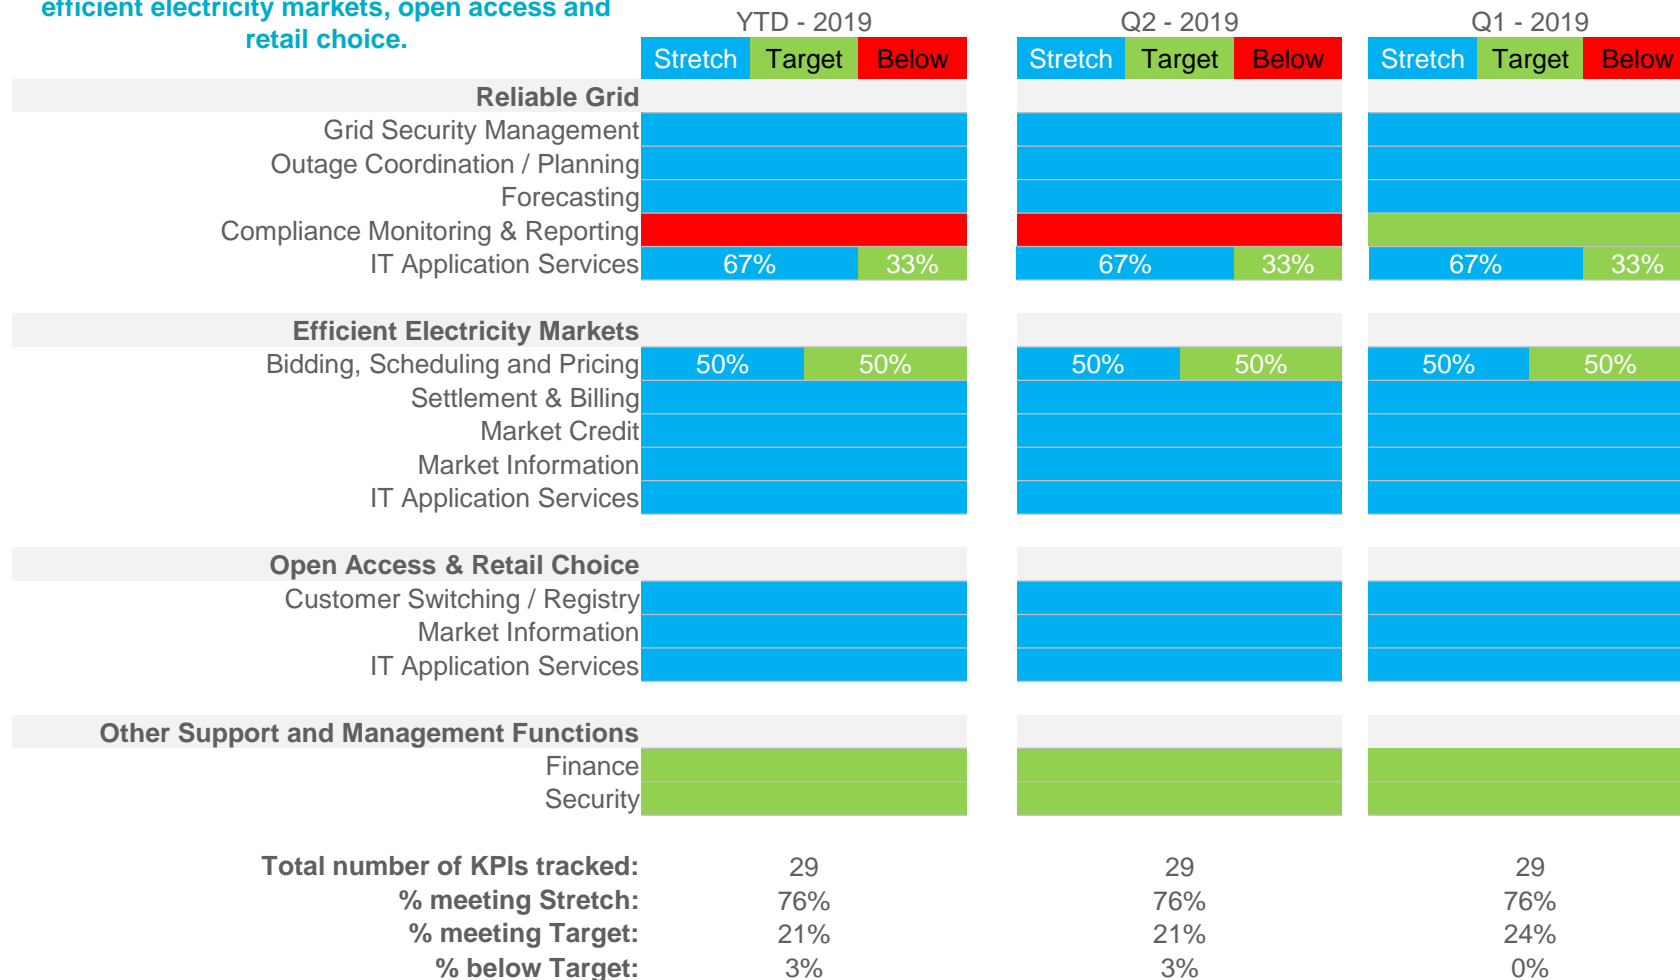 efficient electricity markets, open access and
retail choice.
YTD - 2019 Q2 - 2019 Q1 - 2019
Stretch Target Below Stretch Target Below Stretch Target Below
Reliable Grid
Grid Security Management
Outage Coordination / Planning
Forecasting
Compliance Monitoring & Reporting
IT Application Services 67% 33% 67% 33% 67% 33%
Efficient Electricity Markets
Bidding, Scheduling and Pricing 50% 50% 50% 50% 50% 50%
Settlement & Billing
Market Credit
Market Information
IT Application Services
Open Access & Retail Choice
Customer Switching / Registry
Market Information
IT Application Services
Other Support and Management Functions
Finance
Security
Total number of KPIs tracked: 29 29 29
% meeting Stretch: 76% 76% 76%
% meeting Target: 21% 21% 24%
% below Target: 3% 3% 0%